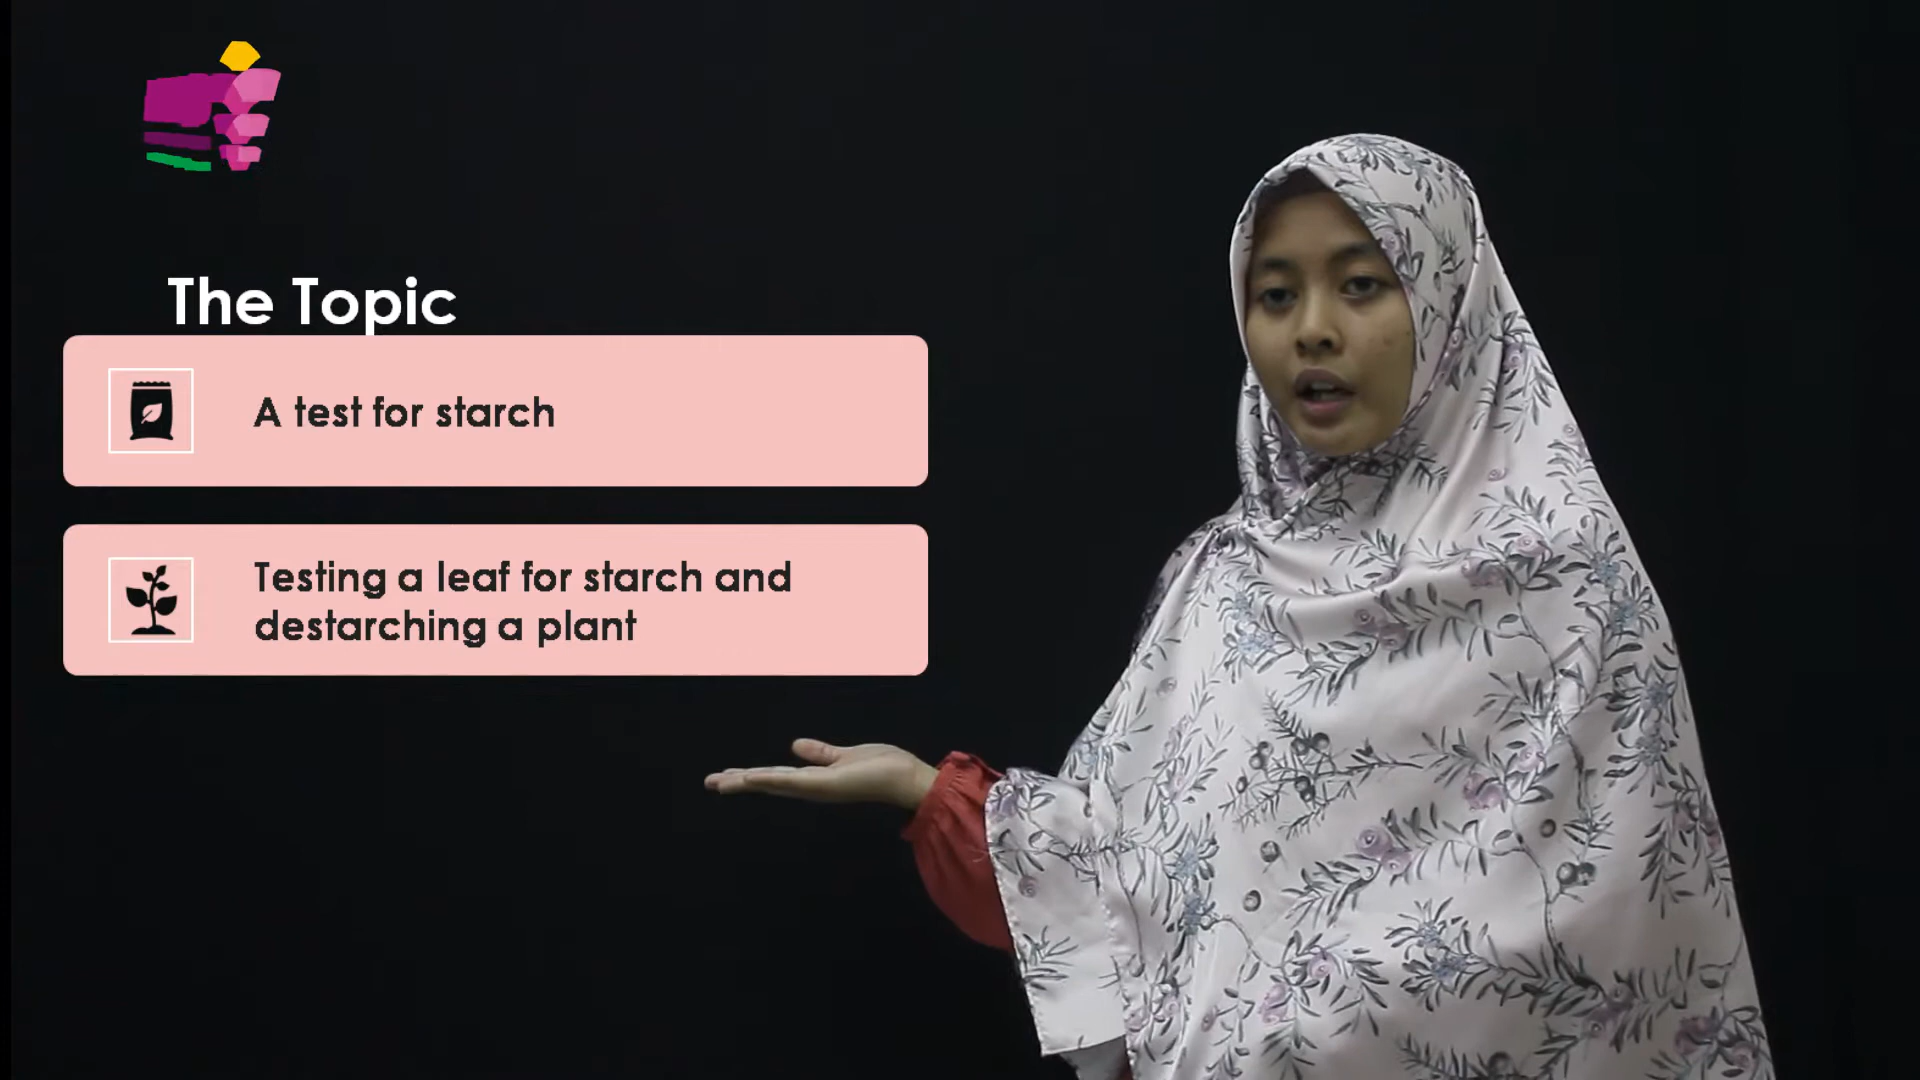 The Topic
A test for starch
Testing a leaf for starch and
destarching a plant